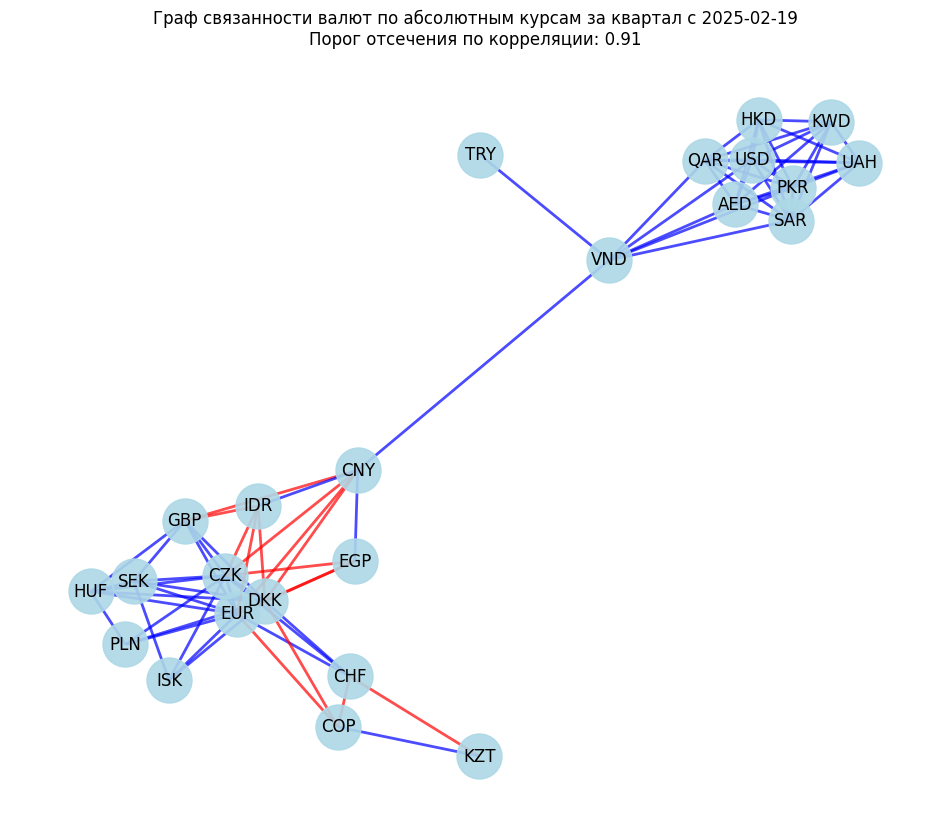 Граф связанности валют по абсолютным курсам за квартал с 2025-02-19
Порог отсечения по корреляции: 0.91
HKD
KWD
TRY
QAR
USD
UAH
PKR
AED
SAR
VND
CNY
IDR
GBP
EGP
CZK
SEK
HUF
DKK
EUR
PLN
CHF
ISK
COP
KZT